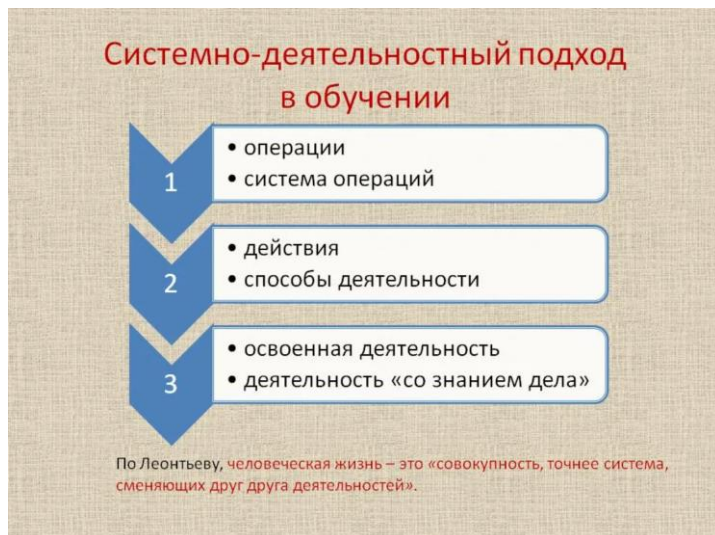 Системно-деятельностный подход
в обучении
1
• операции
• система операций
2
• действия
• способы деятельности
3
• освоенная деятельность
• деятельность «со знанием дела»
По Леонтьеву, человеческая жизнь – это «совокупность, точнее система,
сменяющих друг друга деятельностей».